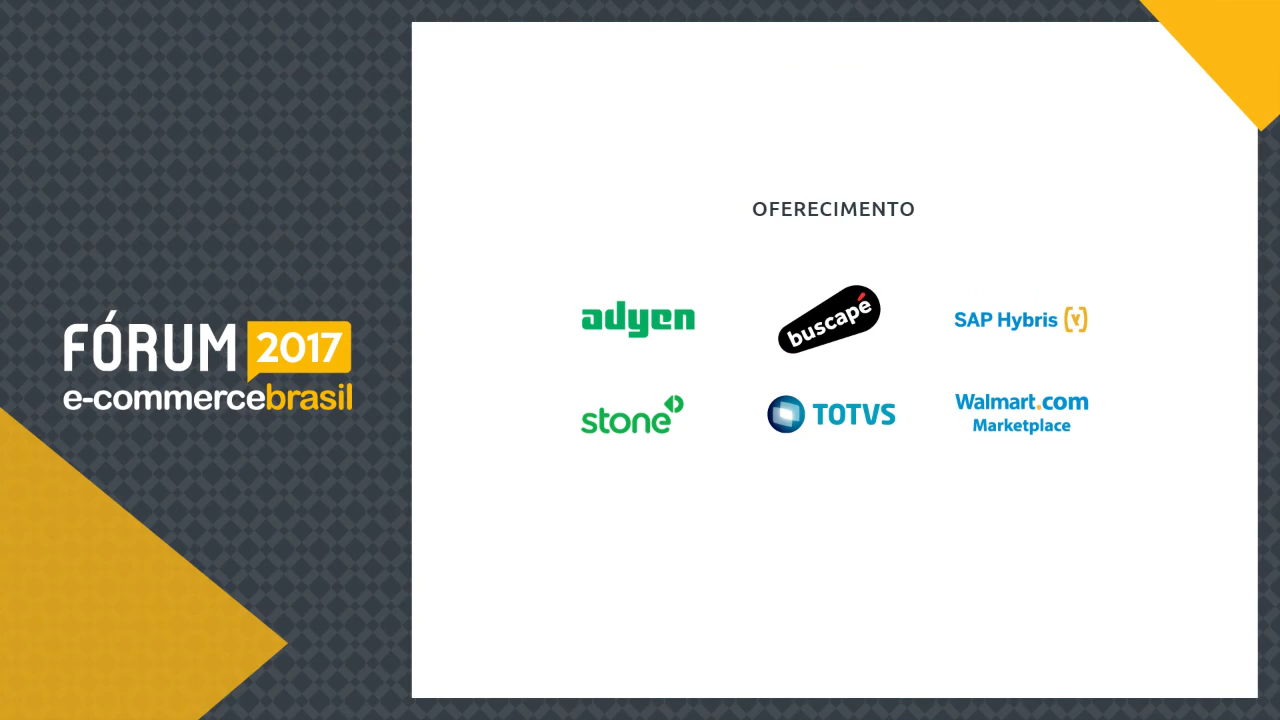 FÓRUM 2017
e-commercebrasil
OFERECIMENTO
adyen
buscapé
SAP Hybris
stone
TOTVS
Walmart.com
Marketplace